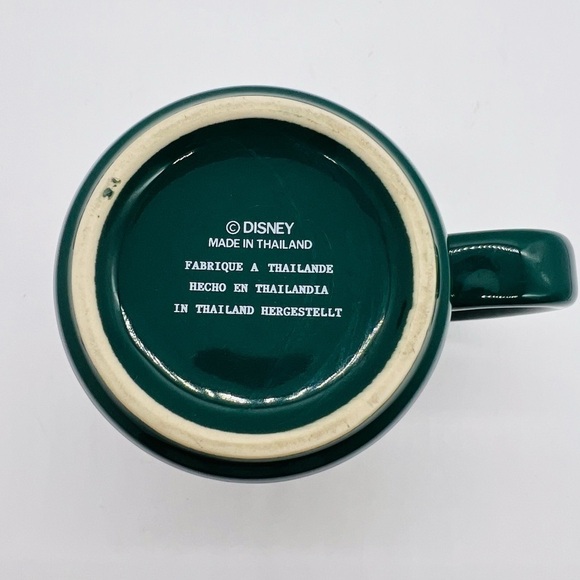 © DISNEY
MADE IN THAILAND
FABRIQUE A THAILANDE
HECHO EN THAILANDIA
IN THAILAND HERGESTELLT